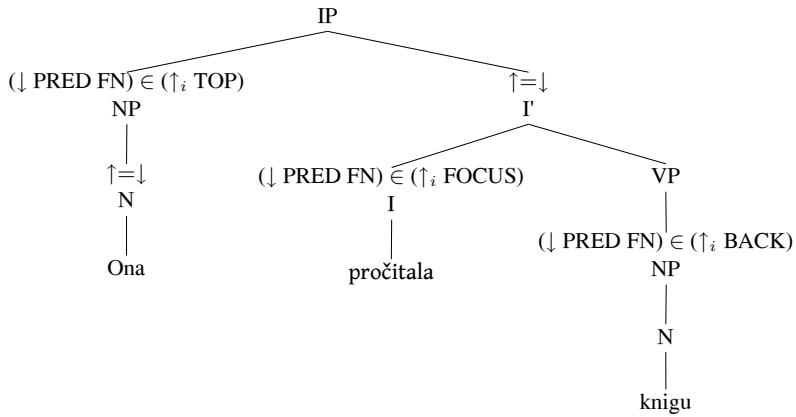 IP
(↓ PRED FN) ∈ (↑i TOP)
↑=↓
NP
I'
↑=↓
(↓ PRED FN) ∈ (↑i FOCUS)
VP
N
I
(↓ PRED FN) ∈ (↑i BACK)
Ona
pročitala
NP
N
knigu